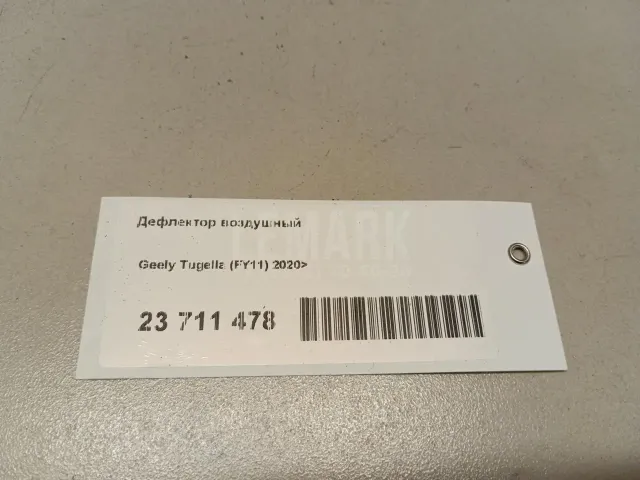 Дефлектор воздушный
Geely Tugella (FY11) 2020>
23 711 478